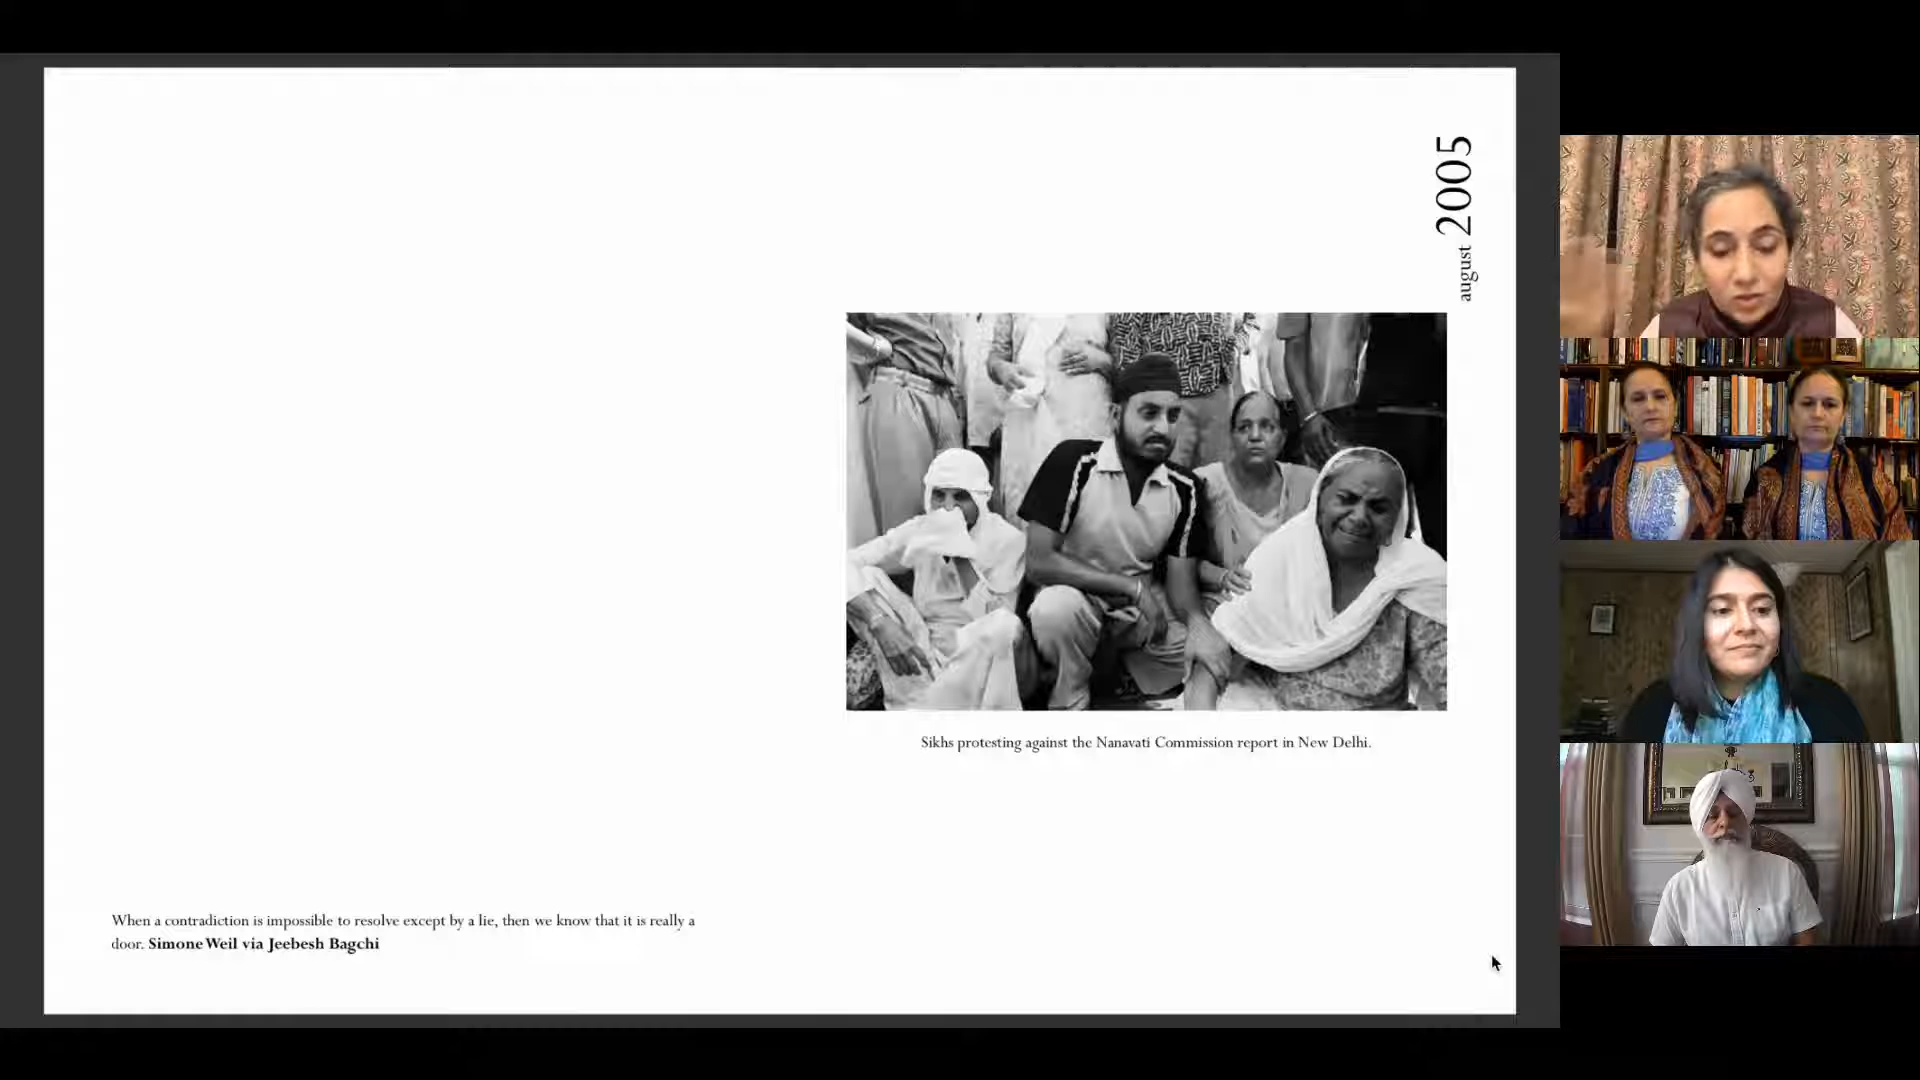 august 2005
Sikhs protesting against the Nanavati Commission report in New Delhi.
When a contradiction is impossible to resolve except by a lie, then we know that it is really a
door. Simone Weil via Jeebesh Bagchi